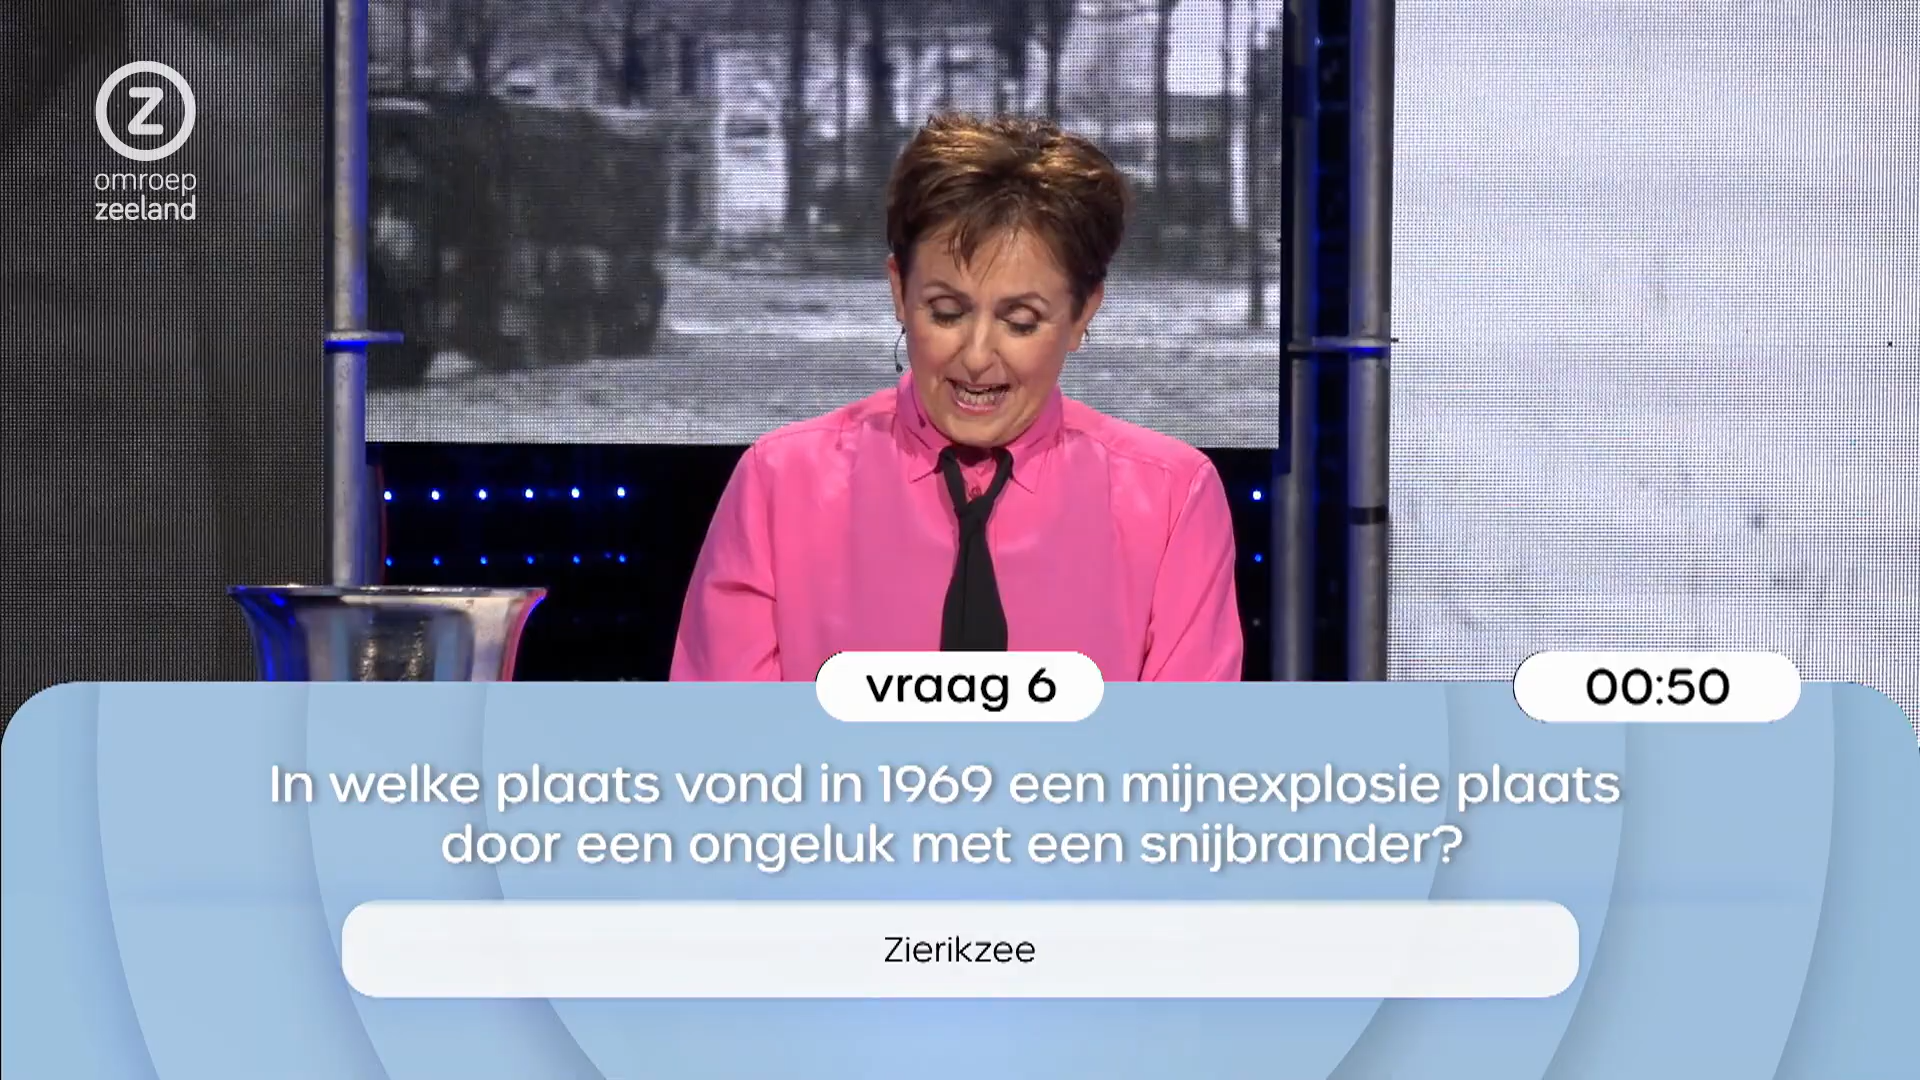 Z
omroep
zeeland
vraag 6
00:50
In welke plaats vond in 1969 een mijnexplosie plaats
door een ongeluk met een snijbrander?
Zierikzee